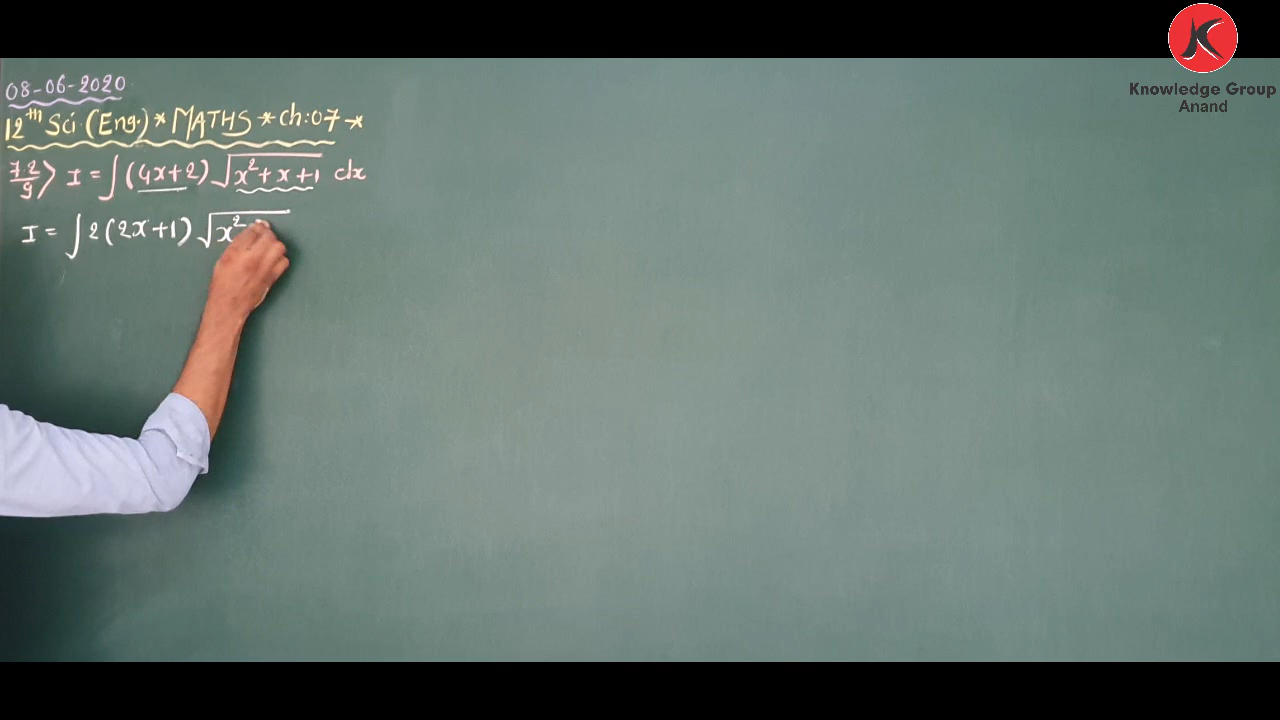 08-06-2020
12th Sci. (Eng.) * MATHS * ch:07 *
7.2/9> I = ∫(4x+2) √x²+x+1 dx
I = ∫2(2x+1) √x²
Knowledge Group
Anand